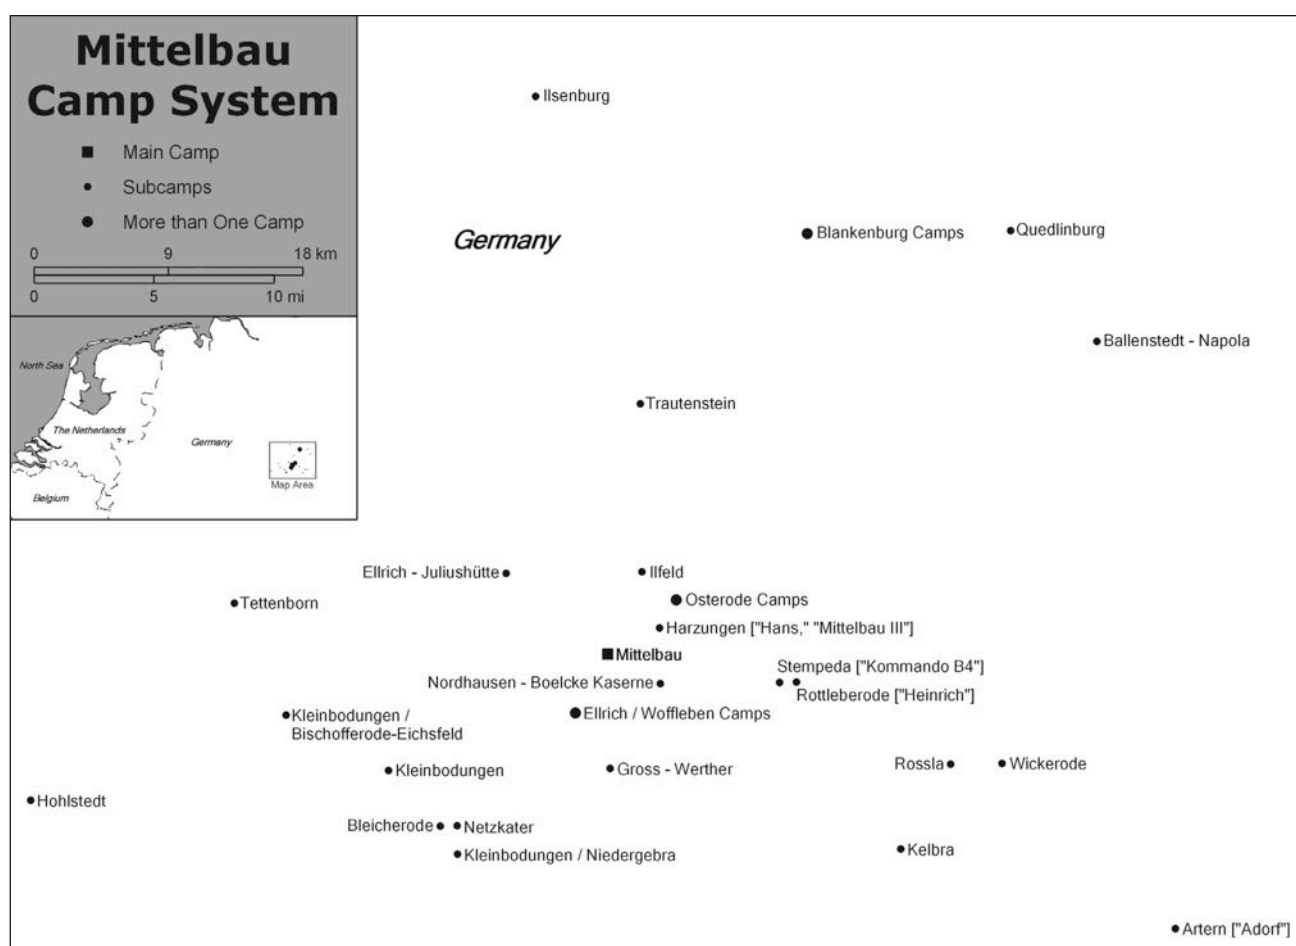 Mittelbau
Camp System
Main Camp
Subcamps
More than One Camp
0 9 18 km
0 5 10 mi
North Sea
The Netherlands
Germany
Belgium
Map Area
Ilsenburg
Germany
Blankenburg Camps
Quedlinburg
Ballenstedt - Napola
Trautenstein
Ellrich - Juliushütte
Ilfeld
Tettenborn
Osterode Camps
Harzungen ["Hans," "Mittelbau III"]
Mittelbau
Stempeda ["Kommando B4"]
Nordhausen - Boelcke Kaserne
Rottleberode ["Heinrich"]
Kleinbodungen /
Bischofferode-Eichsfeld
Ellrich / Woffleben Camps
Kleinbodungen
Gross - Werther
Rossla
Wickerode
Hohlstedt
Bleicherode
Netzkater
Kleinbodungen / Niedergebra
Kelbra
Artern ["Adorf"]